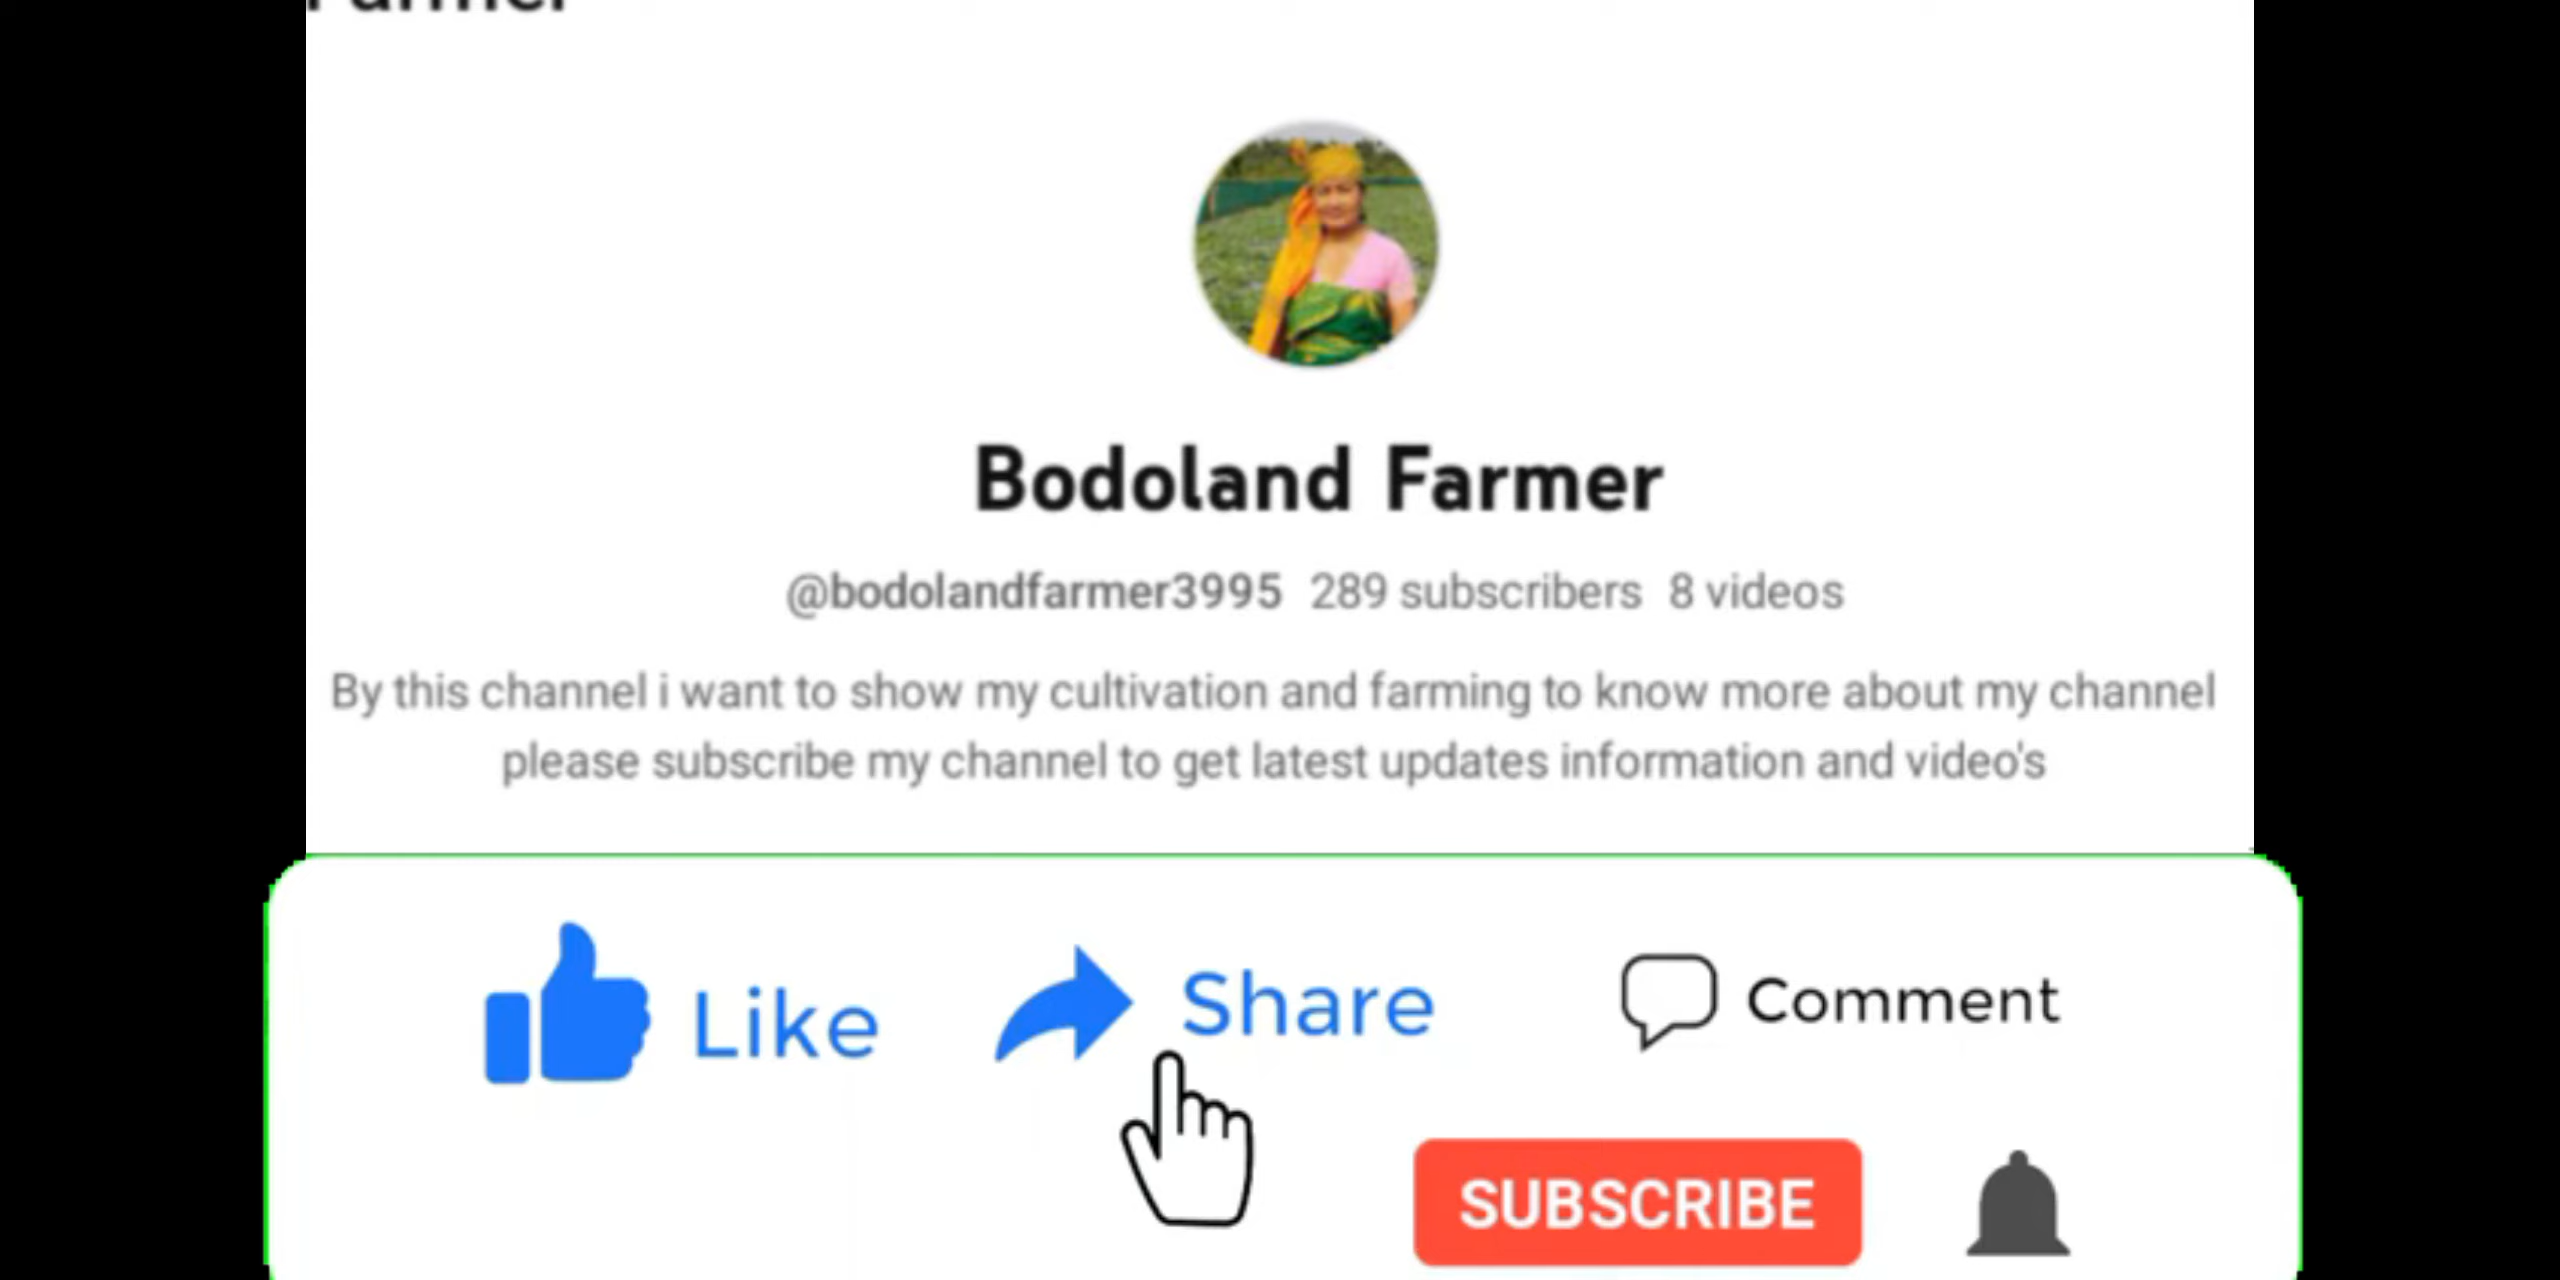 Farmer
Bodoland Farmer
@bodolandfarmer3995 289 subscribers 8 videos
By this channel i want to show my cultivation and farming to know more about my channel
please subscribe my channel to get latest updates information and video's
Like
Share
Comment
SUBSCRIBE